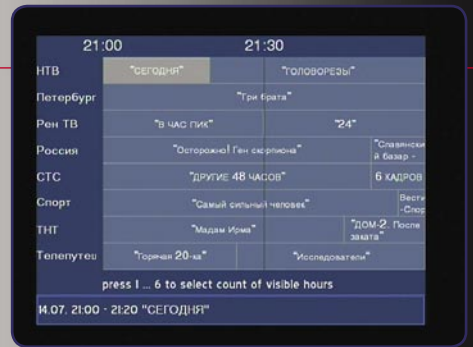 21:00 21:30
НТВ "СЕГОДНЯ" "ГОЛОВОРЕЗЫ"
Петербург "Три брата"
Рен ТВ "В ЧАС ПИК" "24"
Россия "Осторожно! Ген скорпиона" "Славянски
й базар -
СТС "ДРУГИЕ 48 ЧАСОВ" 6 КАДРОВ
Спорт "Самый сильный человек" Вести
-Спор
ТНТ "Мадам Ирма" "ДОМ-2. После
заката"
Телепутеш "Горячая 20-ка" "Исследователи"
press 1 ... 6 to select count of visible hours
14.07. 21:00 - 21:20 "СЕГОДНЯ"